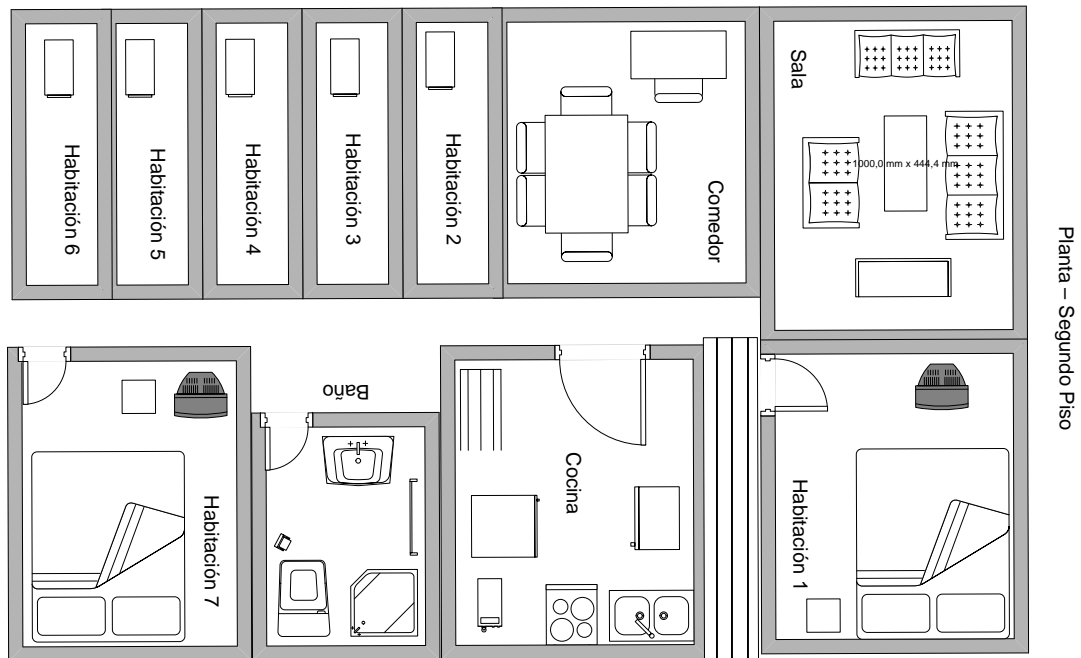 Planta – Segundo Piso
Sala
1000,0 mm x 444,4 mm
Comedor
Habitación 2
Habitación 3
Habitación 4
Habitación 5
Habitación 6
Habitación 1
Cocina
Baño
Habitación 7